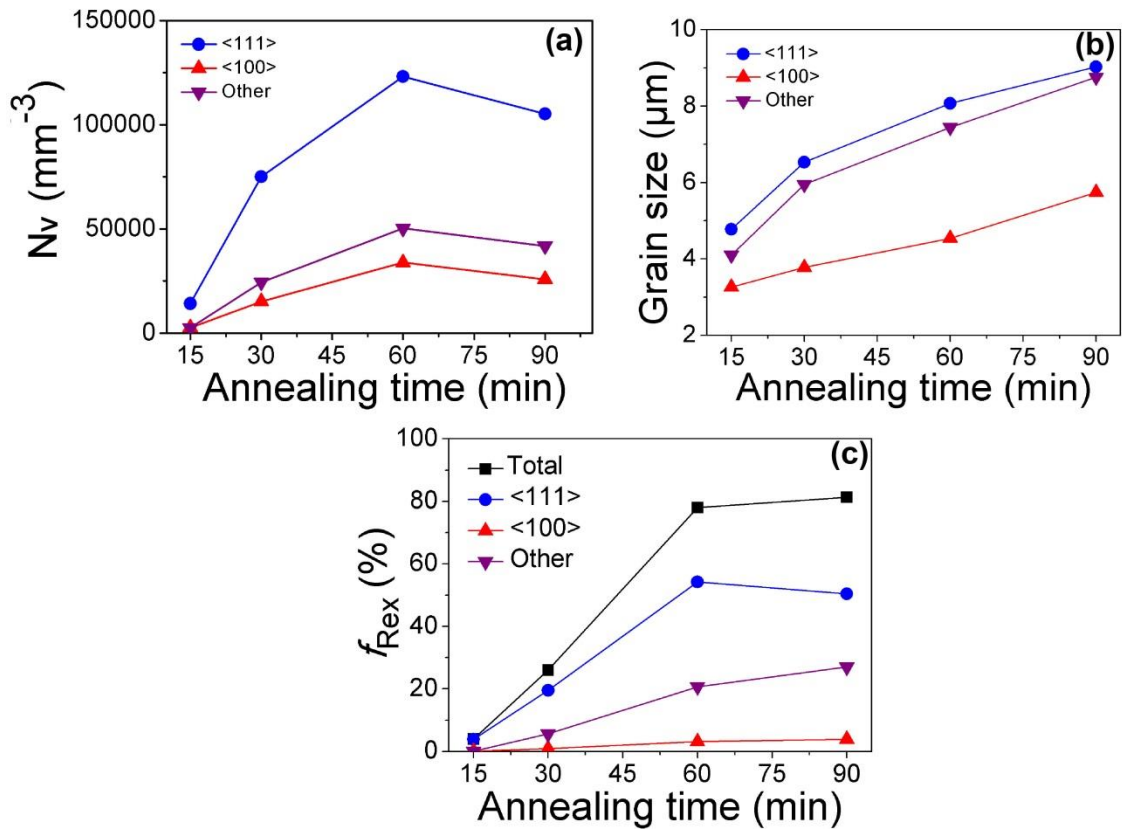 (a)
<111>
<100>
Other
150000
100000
50000
0
Nv (mm-3)
15 30 45 60 75 90
Annealing time (min)
(b)
<111>
<100>
Other
10
8
6
4
2
Grain size (μm)
15 30 45 60 75 90
Annealing time (min)
(c)
Total
<111>
<100>
Other
100
80
60
40
20
0
fRex (%)
15 30 45 60 75 90
Annealing time (min)